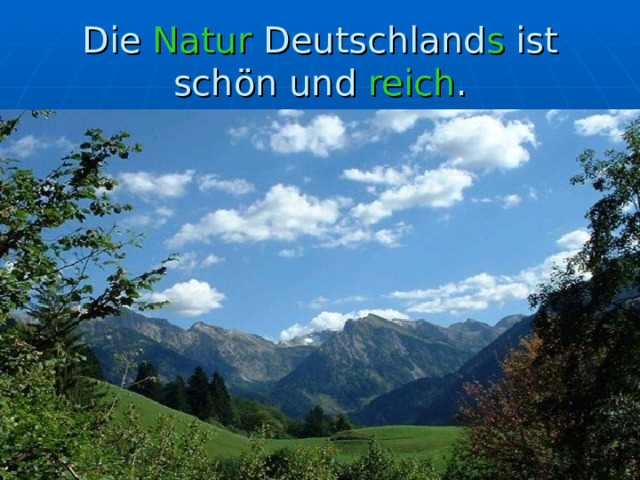 Die Natur Deutschlands ist
schön und reich.